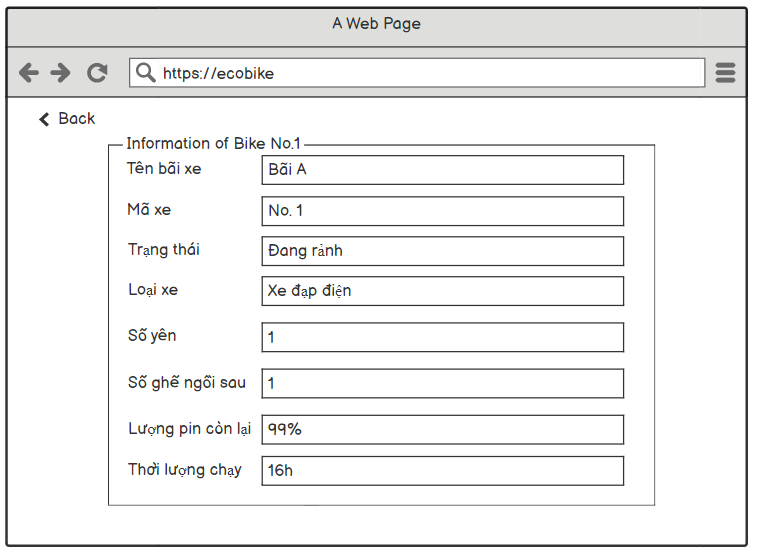 A Web Page
https://ecobike
Back
Information of Bike No.1
Tên bãi xe Bãi A
Mã xe No. 1
Trạng thái Đang rảnh
Loại xe Xe đạp điện
Số yên 1
Số ghế ngồi sau 1
Lượng pin còn lại 99%
Thời lượng chạy 16h